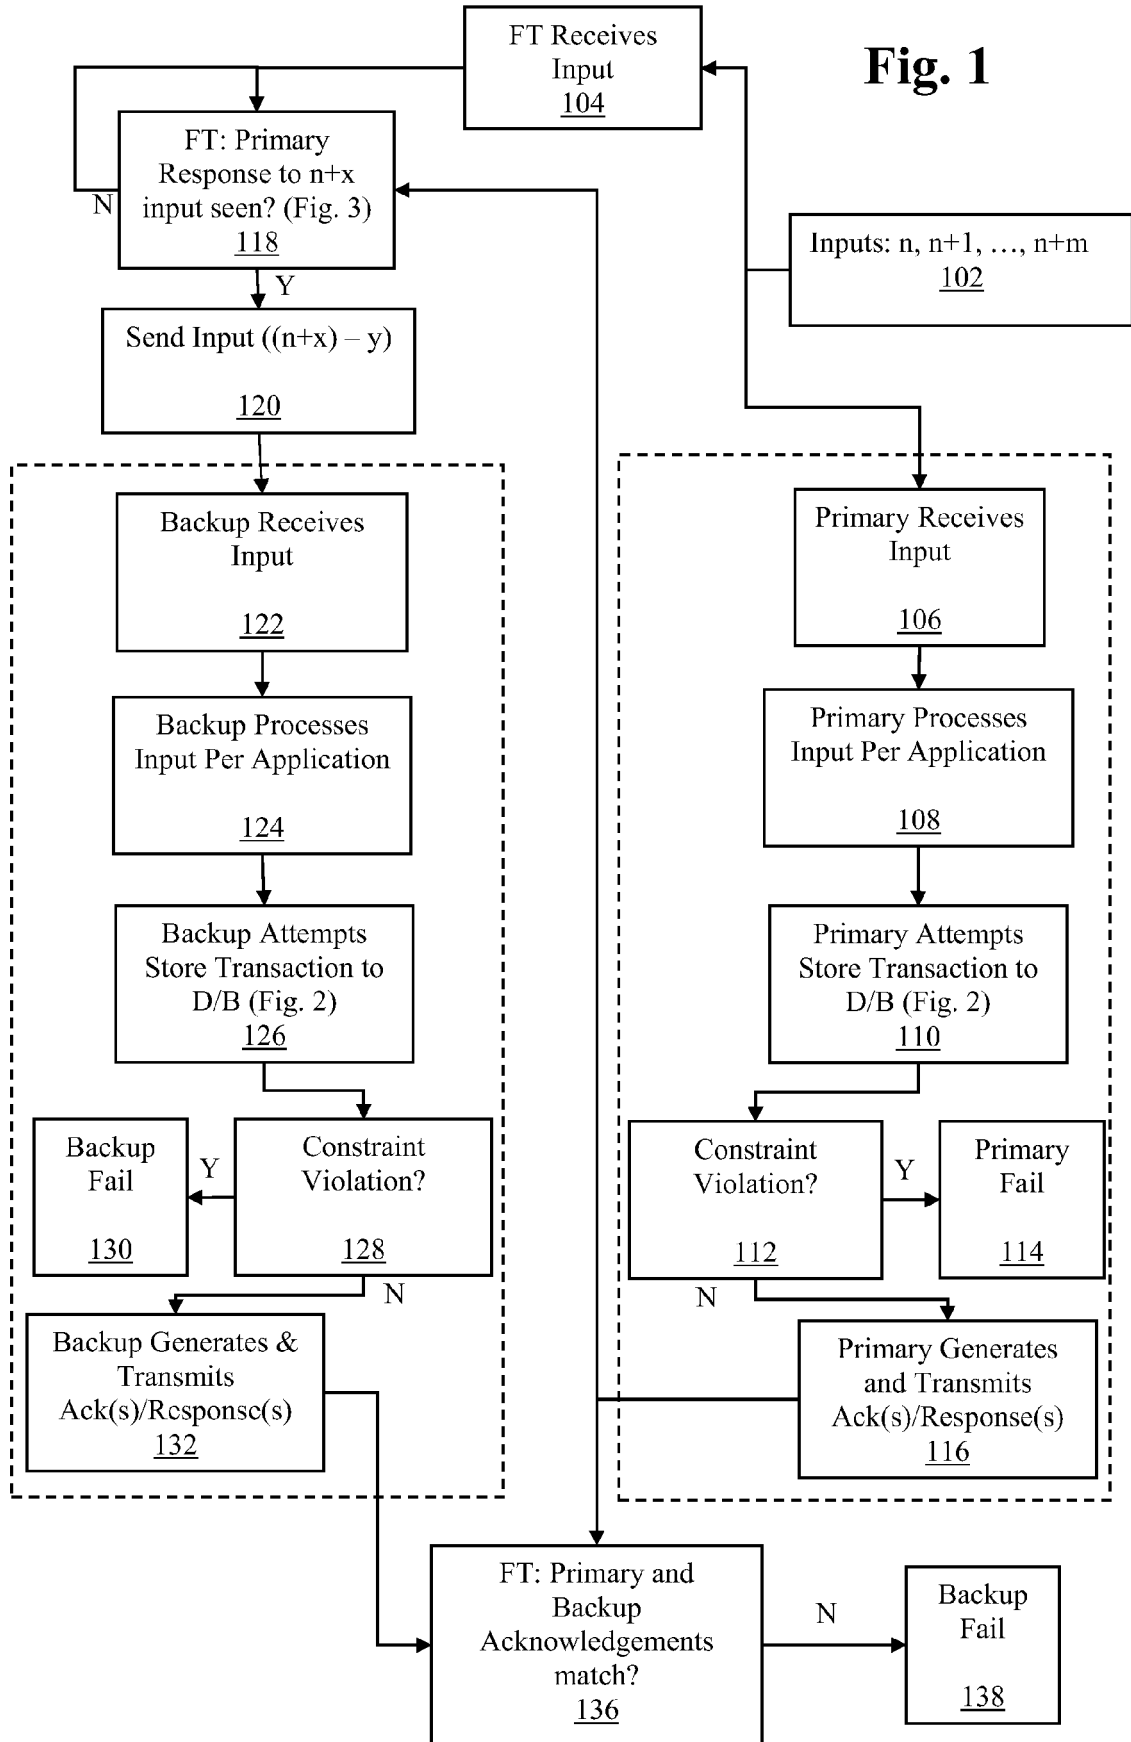 Fig. 1
FT Receives
Input
104
FT: Primary
Response to n+x
input seen? (Fig. 3)
118
N
Y
Inputs: n, n+1, …, n+m
102
Send Input ((n+x) – y)
120
Backup Receives
Input
122
Primary Receives
Input
106
Backup Processes
Input Per Application
124
Primary Processes
Input Per Application
108
Backup Attempts
Store Transaction to
D/B (Fig. 2)
126
Primary Attempts
Store Transaction to
D/B (Fig. 2)
110
Backup
Fail
130
Y
Constraint
Violation?
128
N
Constraint
Violation?
112
Y
N
Primary
Fail
114
Backup Generates &
Transmits
Ack(s)/Response(s)
132
Primary Generates
and Transmits
Ack(s)/Response(s)
116
FT: Primary and
Backup
Acknowledgements
match?
136
N
Backup
Fail
138